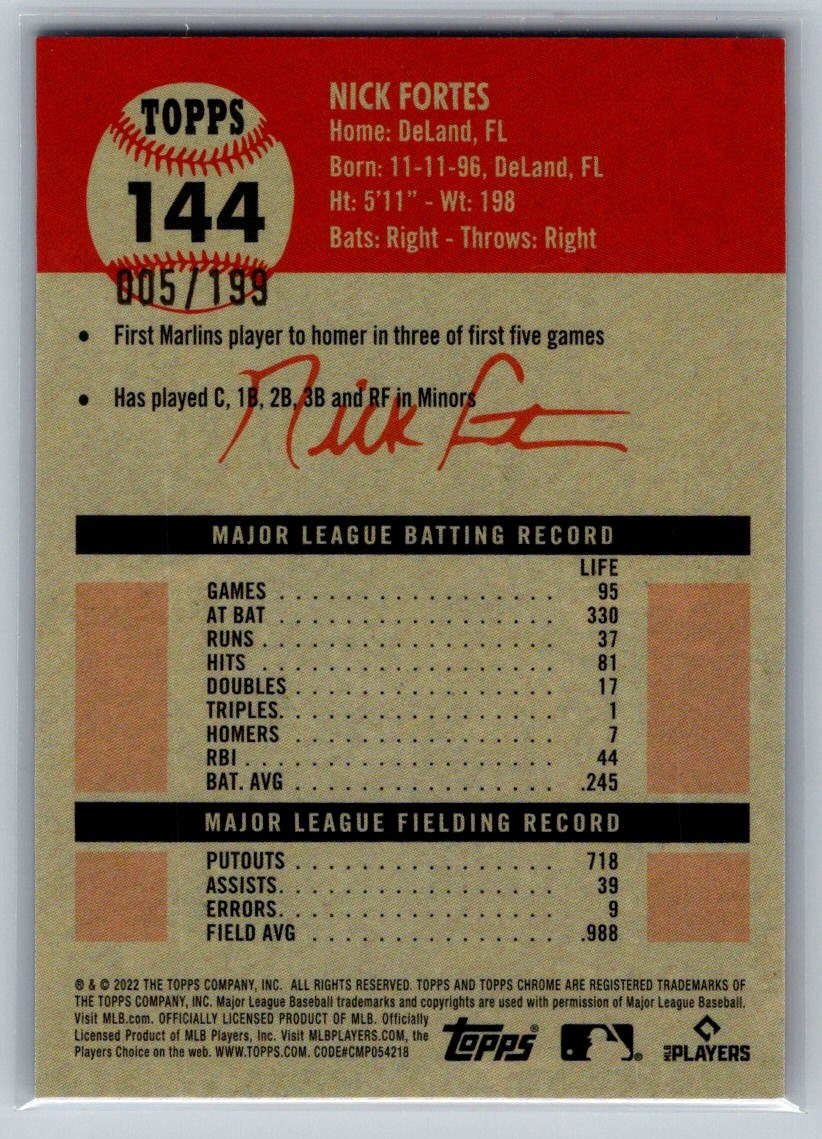 TOPPS
144
005/199
NICK FORTES
Home: DeLand, FL
Born: 11-11-96, DeLand, FL
Ht: 5'11" - Wt: 198
Bats: Right - Throws: Right
• First Marlins player to homer in three of first five games
• Has played C, 1B, 2B, 3B and RF in Minors
Nick
MAJOR LEAGUE BATTING RECORD
LIFE
GAMES . . . . . . . . . . . . . . . . . . 95
AT BAT . . . . . . . . . . . . . . . . . . 330
RUNS . . . . . . . . . . . . . . . . . . . 37
HITS . . . . . . . . . . . . . . . . . . . 81
DOUBLES . . . . . . . . . . . . . . . . . 17
TRIPLES. . . . . . . . . . . . . . . . . . 1
HOMERS . . . . . . . . . . . . . . . . . 7
RBI . . . . . . . . . . . . . . . . . . . . 44
BAT. AVG . . . . . . . . . . . . . . . . . .245
MAJOR LEAGUE FIELDING RECORD
PUTOUTS . . . . . . . . . . . . . . . . . 718
ASSISTS. . . . . . . . . . . . . . . . . . 39
ERRORS. . . . . . . . . . . . . . . . . . 9
FIELD AVG . . . . . . . . . . . . . . . . .988
® & © 2022 THE TOPPS COMPANY, INC. ALL RIGHTS RESERVED. TOPPS AND TOPPS CHROME ARE REGISTERED TRADEMARKS OF
THE TOPPS COMPANY, INC. Major League Baseball trademarks and copyrights are used with permission of Major League Baseball.
Visit MLB.com. OFFICIALLY LICENSED PRODUCT OF MLB. Officially
Licensed Product of MLB Players, Inc. Visit MLBPLAYERS.COM, the
Players Choice on the web. WWW.TOPPS.COM. CODE#CMP054218
topps®
MLB PLAYERS